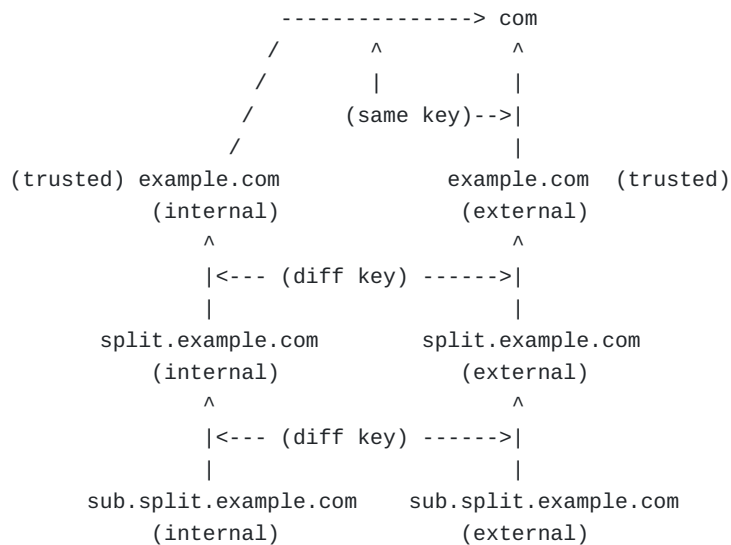 ---------------> com
/ ^ ^
/ | |
/ (same key)-->|
/ |
(trusted) example.com example.com (trusted)
(internal) (external)
^ ^
|<--- (diff key) ------>|
| |
split.example.com split.example.com
(internal) (external)
^ ^
|<--- (diff key) ------>|
| |
sub.split.example.com sub.split.example.com
(internal) (external)